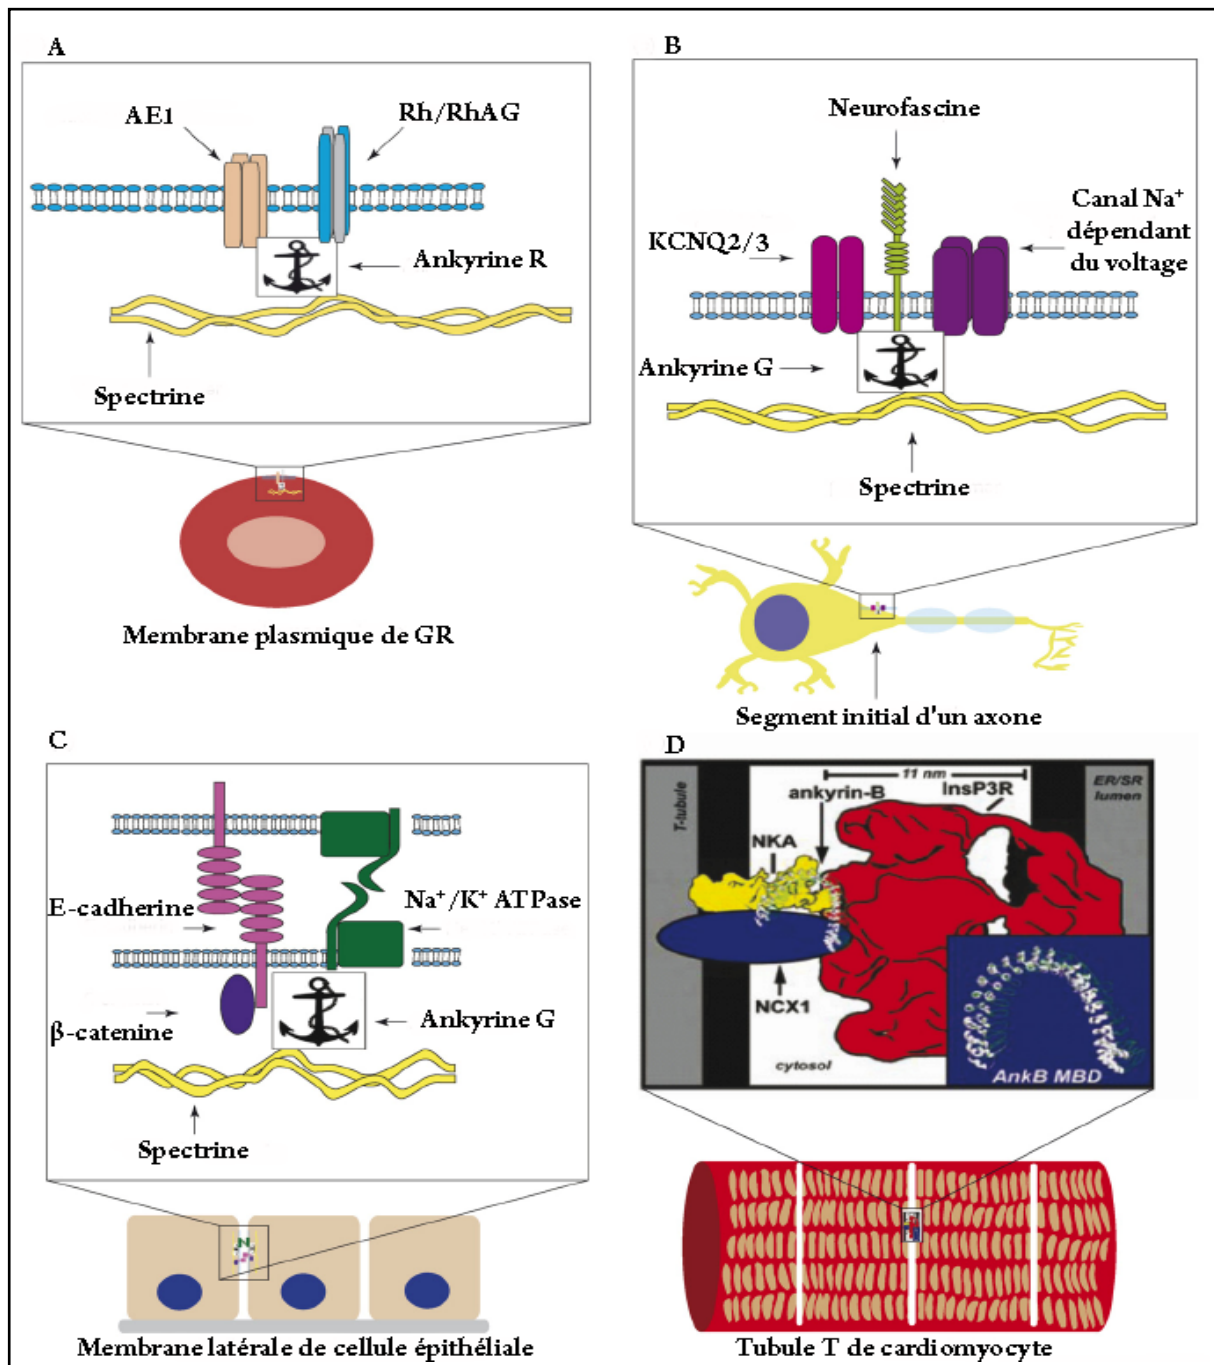 A
AE1
Rh/RhAG
Ankyrine R
Spectrine
Membrane plasmique de GR
B
Neurofascine
KCNQ2/3
Canal Na⁺
dépendant
du voltage
Ankyrine G
Spectrine
Segment initial d'un axone
C
E-cadherine
Na⁺/K⁺ ATPase
β-catenine
Ankyrine G
Spectrine
Membrane latérale de cellule épithéliale
D
T-tubule
11 nm
ankyrin-B
InsP3R
ER/SR
lumen
NKA
NCX1
cytosol
AnkB MBD
Tubule T de cardiomyocyte